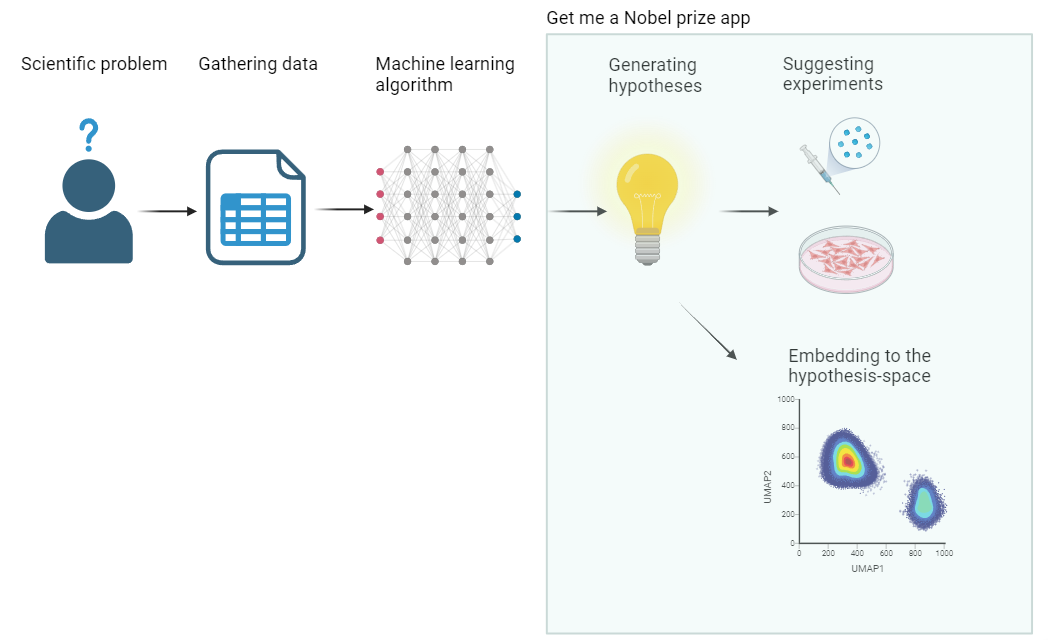 Get me a Nobel prize app
Scientific problem
Gathering data
Machine learning
algorithm
Generating
hypotheses
Suggesting
experiments
?
Embedding to the
hypothesis-space
1000
800
600
400
200
0
UMAP2
0 200 400 600 800 1000
UMAP1